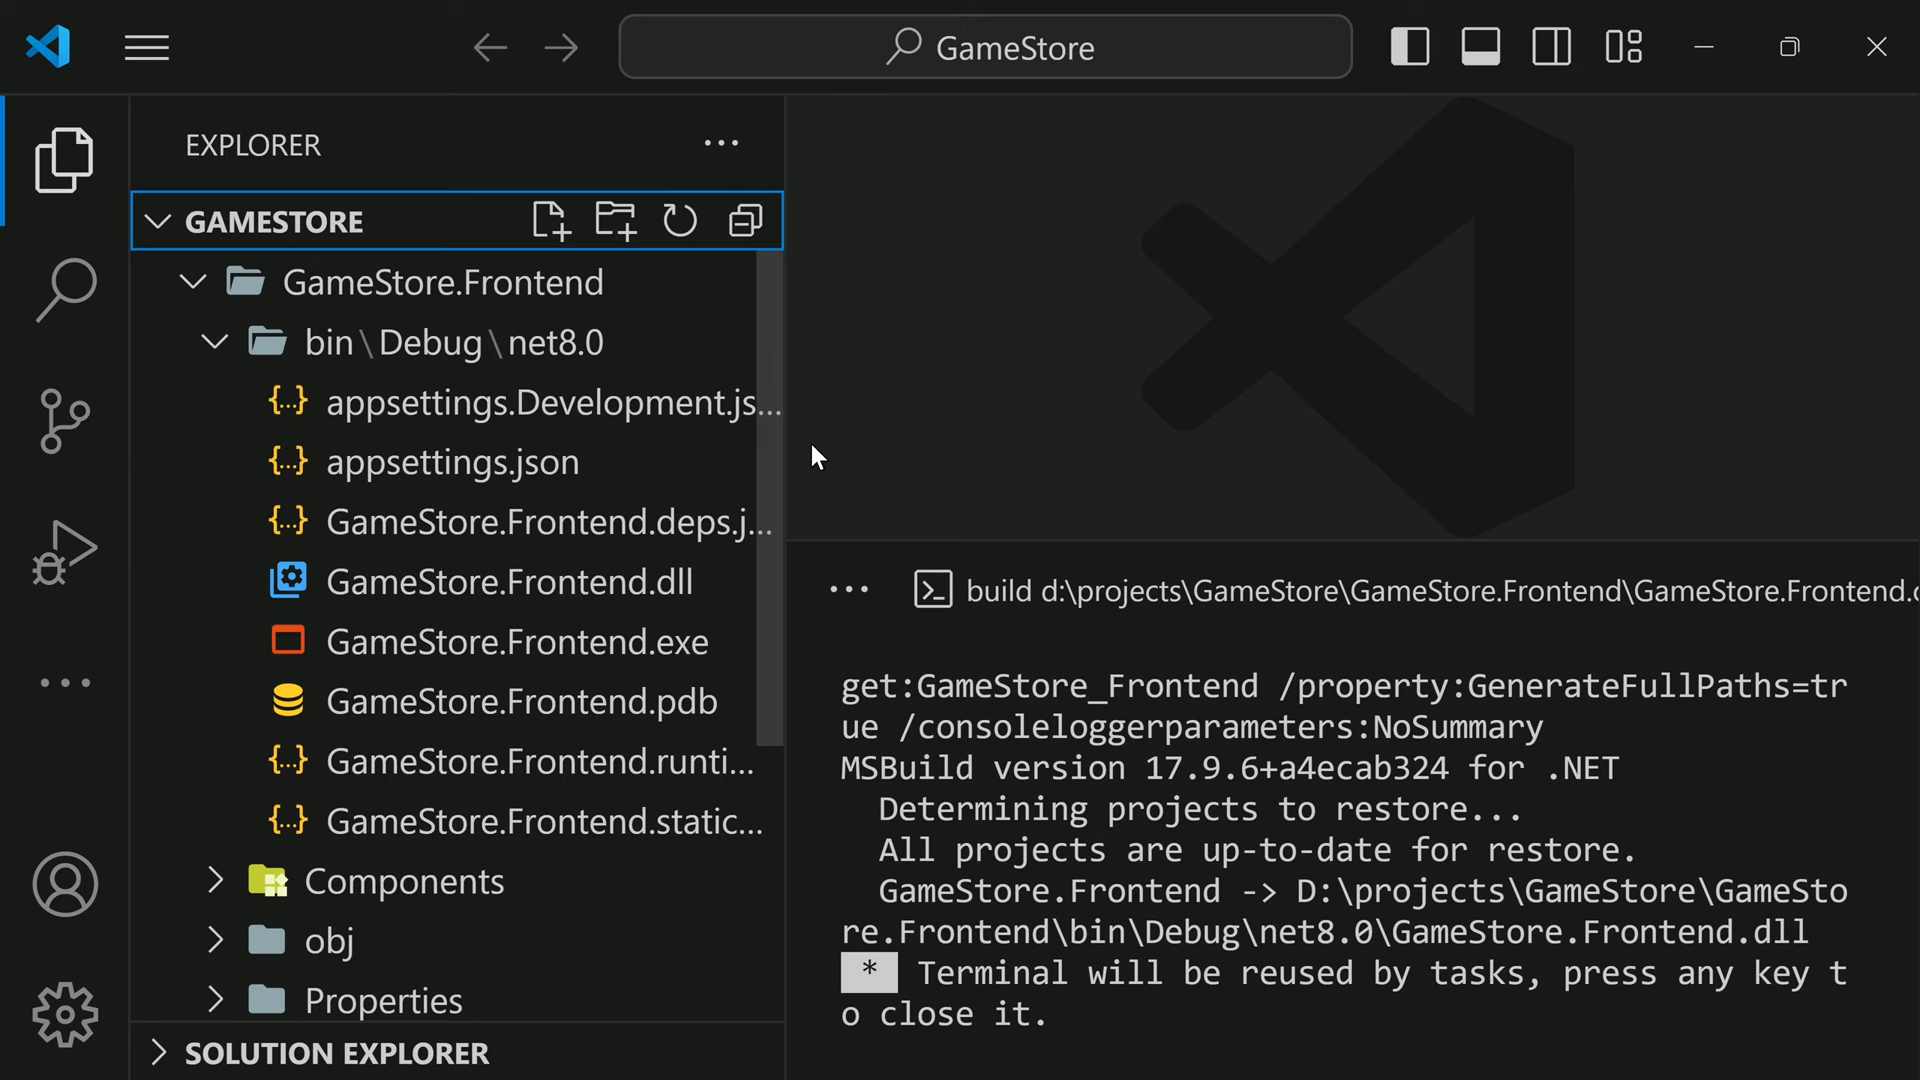 GameStore
EXPLORER
GAMESTORE
GameStore.Frontend
bin\Debug\net8.0
appsettings.Development.js...
appsettings.json
GameStore.Frontend.deps.j...
GameStore.Frontend.dll
GameStore.Frontend.exe
GameStore.Frontend.pdb
GameStore.Frontend.runti...
GameStore.Frontend.static...
Components
obj
Properties
SOLUTION EXPLORER
build d:\projects\GameStore\GameStore.Frontend\GameStore.Frontend.c
get:GameStore_Frontend /property:GenerateFullPaths=tr
ue /consoleloggerparameters:NoSummary
MSBuild version 17.9.6+a4ecab324 for .NET
Determining projects to restore...
All projects are up-to-date for restore.
GameStore.Frontend -> D:\projects\GameStore\GameSto
re.Frontend\bin\Debug\net8.0\GameStore.Frontend.dll
* Terminal will be reused by tasks, press any key t
o close it.